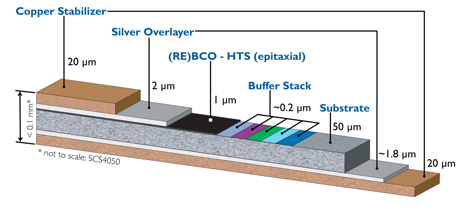 Copper Stabilizer
Silver Overlayer
20 µm
(RE)BCO - HTS (epitaxial)
2 µm
Buffer Stack
1 µm
~0.2 µm
Substrate
50 µm
< 0.1 mm*
~1.8 µm
20 µm
* not to scale; SCS4050